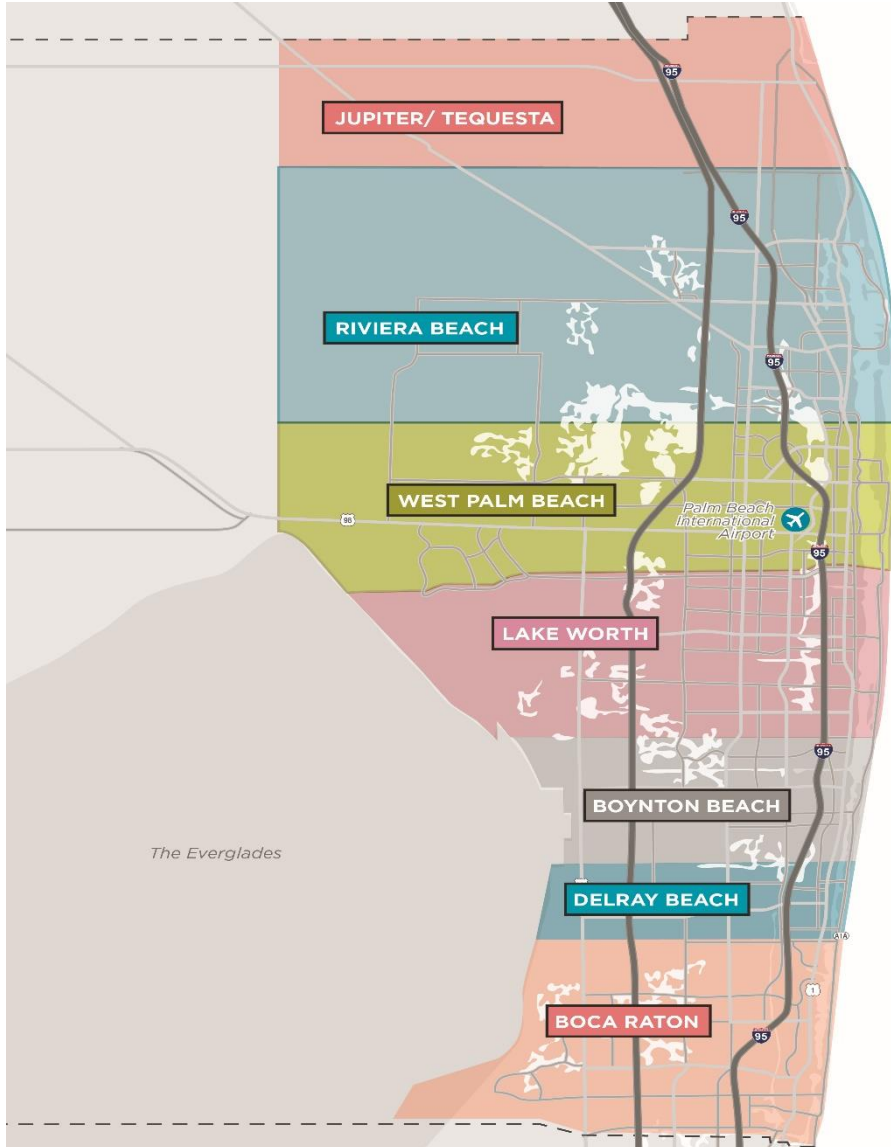 95
JUPITER/ TEQUESTA
95
RIVIERA BEACH
95
WEST PALM BEACH
Palm Beach
International
Airport
98
95
LAKE WORTH
95
BOYNTON BEACH
The Everglades
DELRAY BEACH
A1A
1
BOCA RATON
95